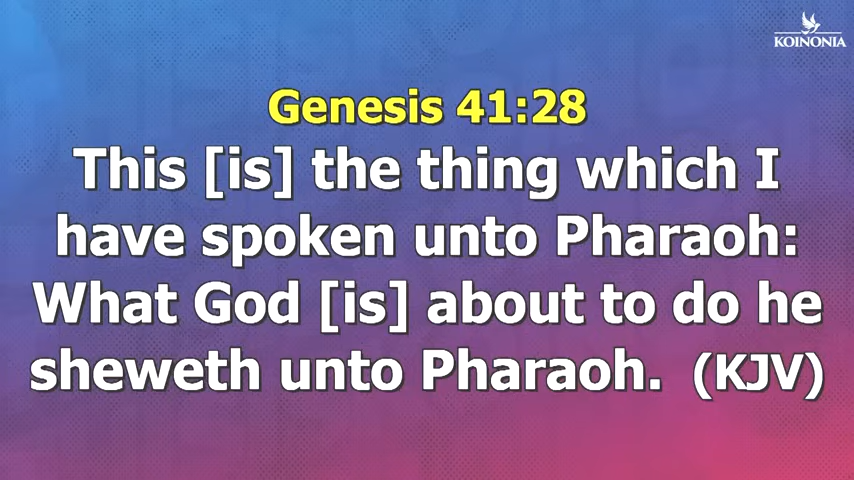 KOINONIA
Genesis 41:28
This [is] the thing which I
have spoken unto Pharaoh:
What God [is] about to do he
sheweth unto Pharaoh. (KJV)